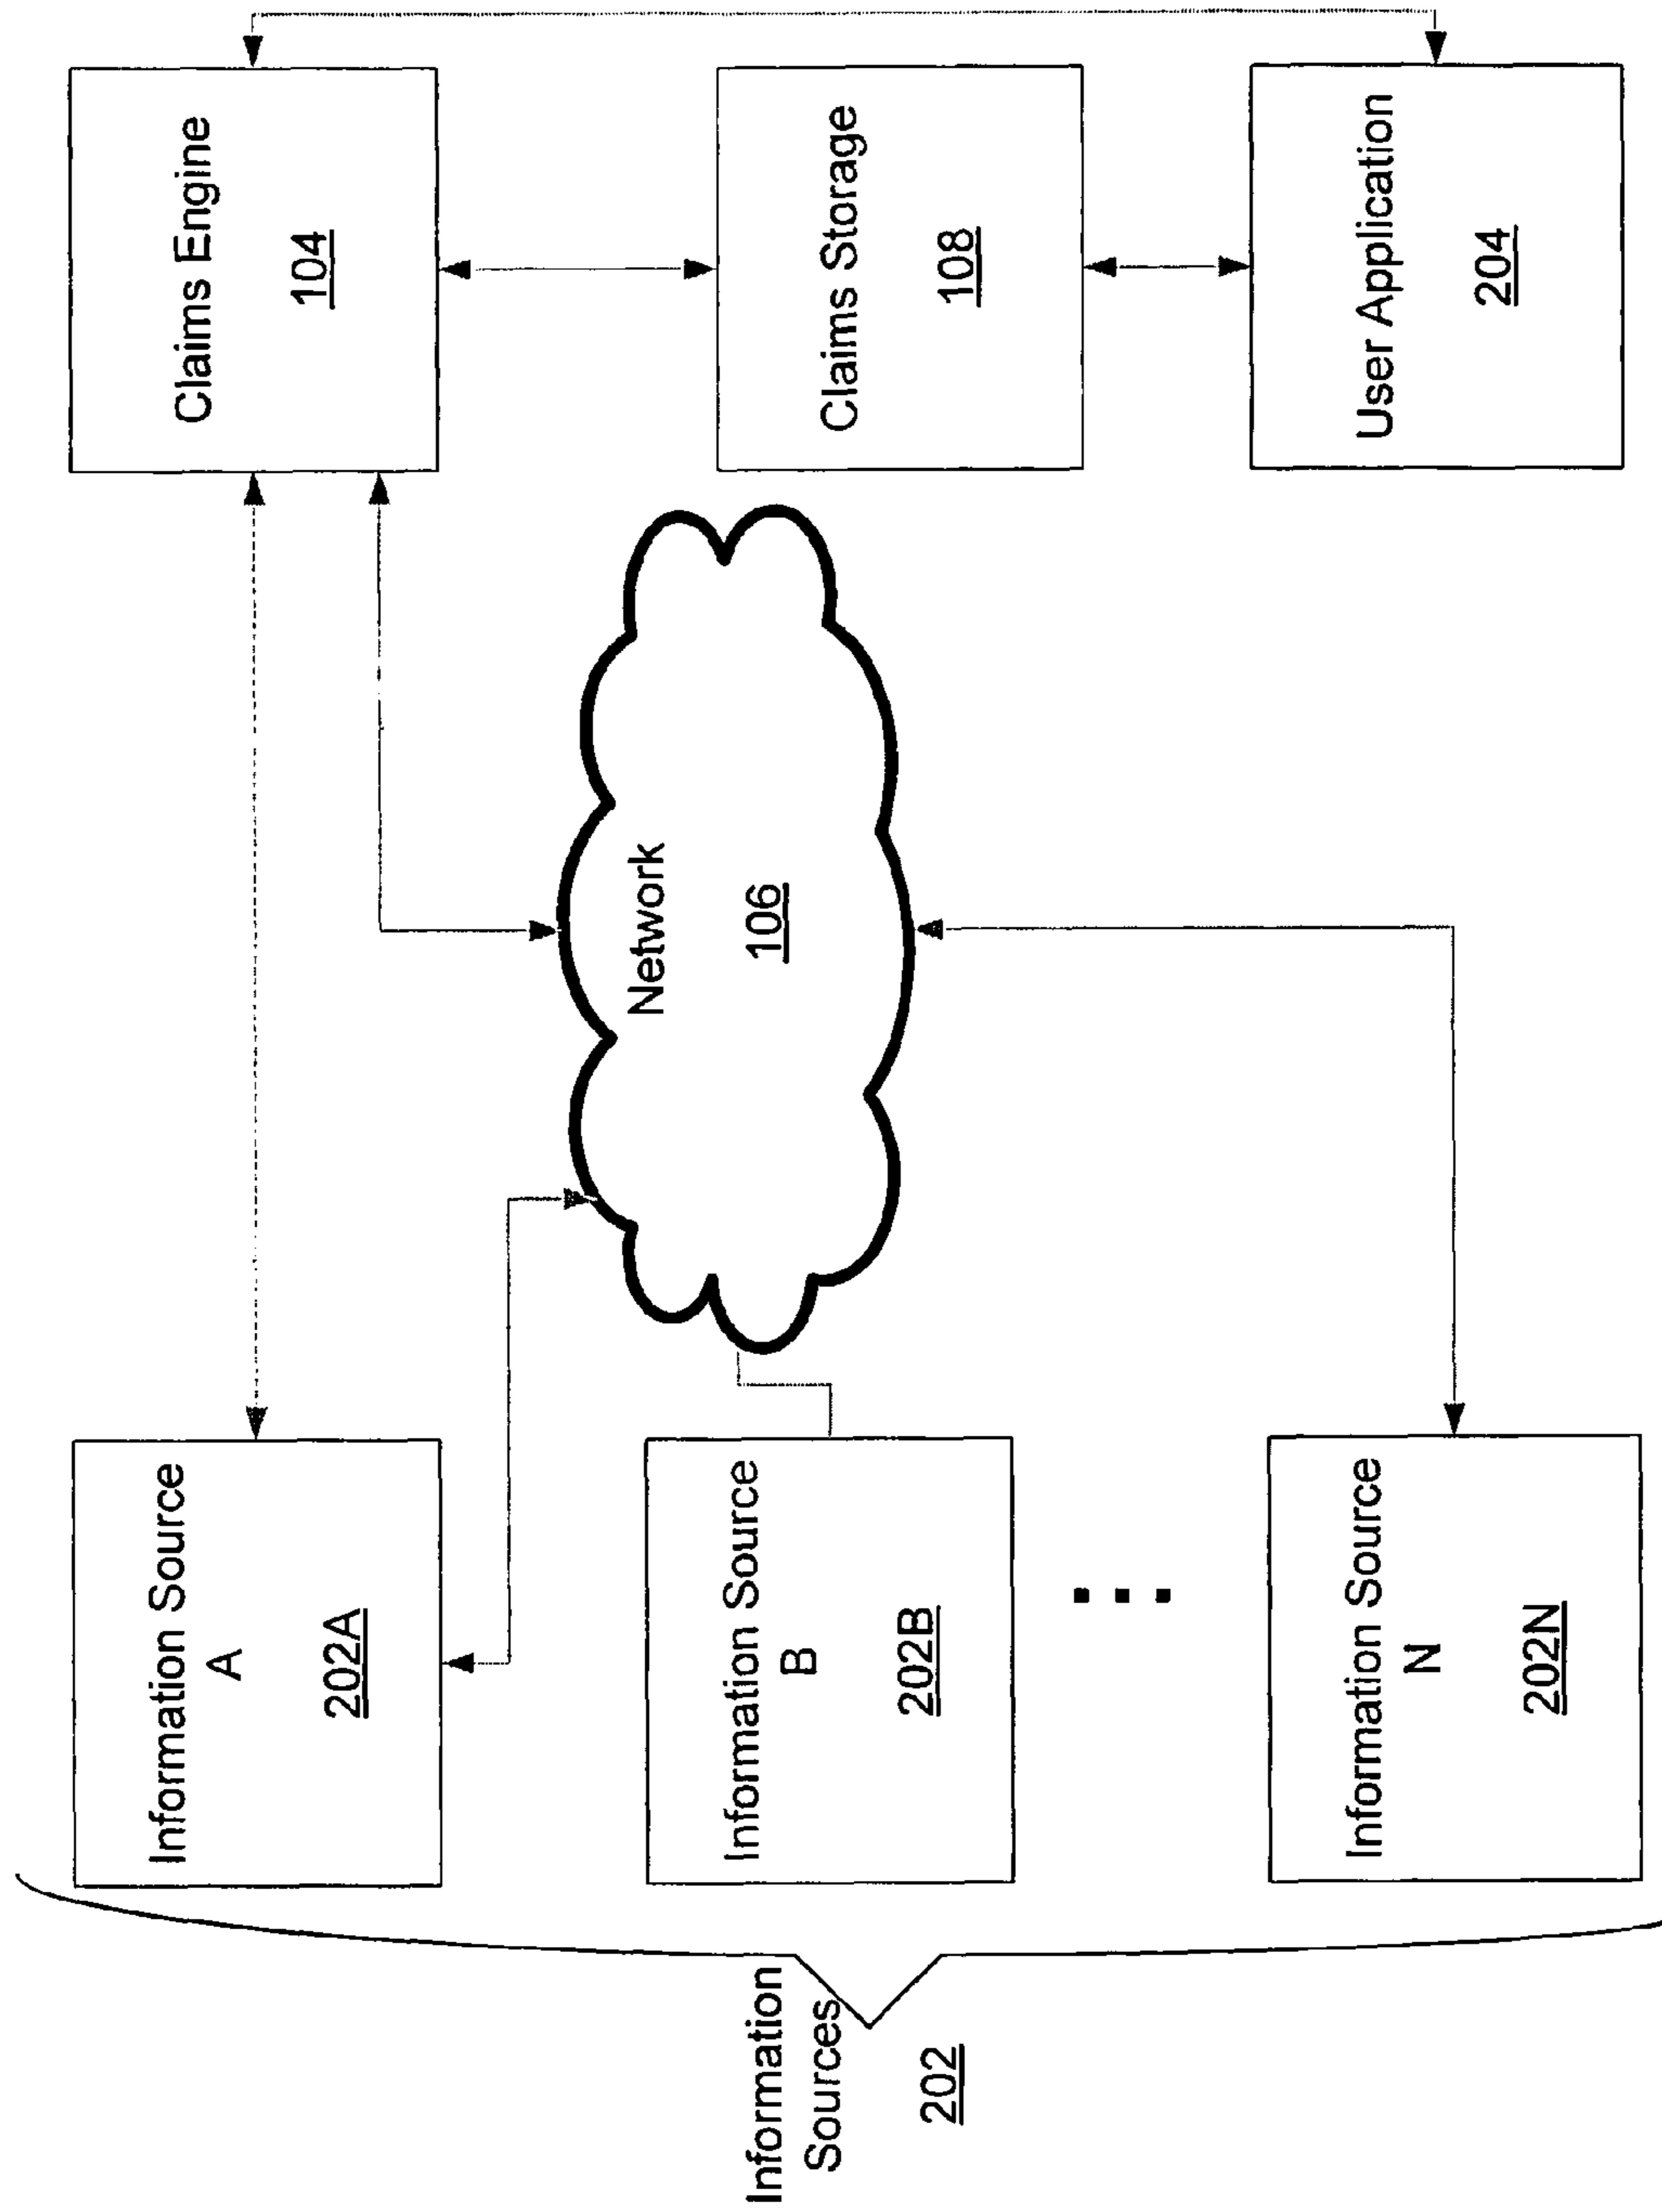 Information
Sources
202
Information Source
A
202A
Information Source
B
202B
Information Source
N
202N
Network
106
Claims Engine
104
Claims Storage
108
User Application
204